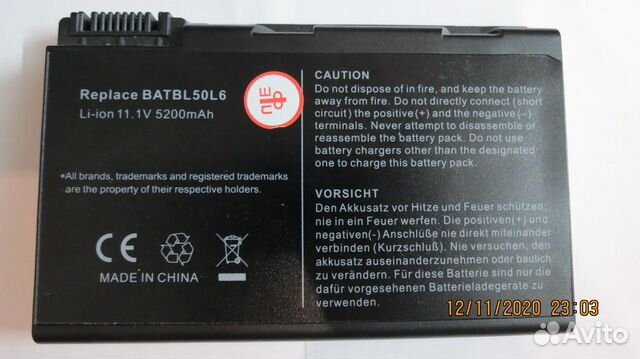 Replace BATBL50L6
Li-ion 11.1V 5200mAh
*All brands, trademarks and registered trademarks
are the property of their respective holders.
CE
MADE IN CHINA
CAUTION
Do not dispose of in fire, and keep the battery
away from fire. Do not directly connect (short
circuit ) the positive(+) and the negative(−)
terminals. Never attempt to disassemble or
reassemble the battery pack. Do not use
battery chargers other than the designated
one to charge this battery pack.
VORSICHT
Den Akkusatz vor Hitze und Feuer schützen;
nie in ein Feuer werfen. Die positiven(+) und
negativen(-) Anschlüße nie direkt miteinander
verbinden (Kurzschluß). Nie versuchen, den
Akkusatz auseinanderzunehmen oder baulich
zu verändern. Für diese Batterie sind nur die
dafür vorgesehenen Batterieladegeräte zu
verwenden.
12/11/2020 23:03
Avito